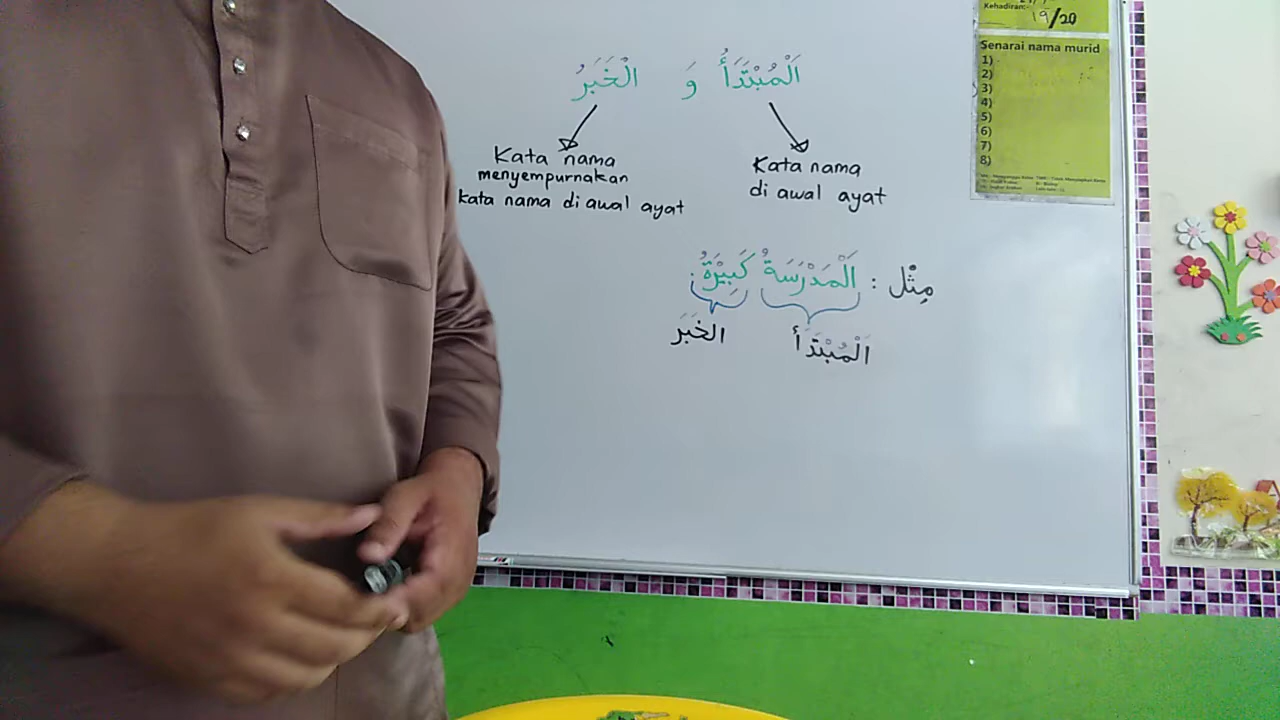 اَلْمُبْتَدَأُ وَ الْخَبَرُ
Kata nama
menyempurnakan
kata nama di awal ayat
Kata nama
di awal ayat
مِثْل : اَلْمَدْرَسَةُ كَبِيْرَةٌ.
اَلْمُبْتَدَأ الخَبَر
Kehadiran:-
19/20
Senarai nama murid
1)
2)
3)
4)
5)
6)
7)
8)